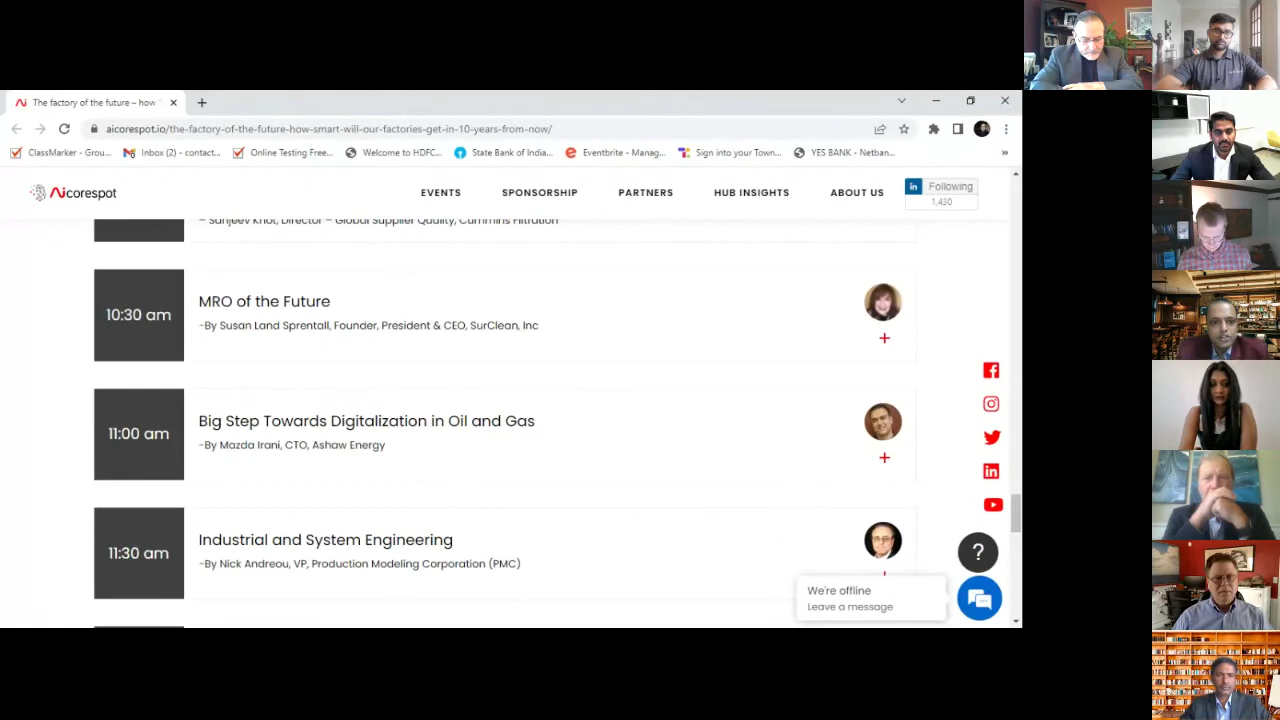 The factory of the future – how
aicorespot.io/the-factory-of-the-future-how-smart-will-our-factories-get-in-10-years-from-now/
ClassMarker - Grou...
Inbox (2) - contact...
Online Testing Free...
Welcome to HDFC...
State Bank of India...
Eventbrite - Manag...
Sign into your Town...
YES BANK - Netban...
»
Aicorespot
EVENTS
SPONSORSHIP
PARTNERS
HUB INSIGHTS
ABOUT US
in Following
1,430
– Sanjeev Khot, Director – Global Supplier Quality, Cummins Filtration
10:30 am
MRO of the Future
-By Susan Land Sprentall, Founder, President & CEO, SurClean, Inc
+
11:00 am
Big Step Towards Digitalization in Oil and Gas
-By Mazda Irani, CTO, Ashaw Energy
+
11:30 am
Industrial and System Engineering
-By Nick Andreou, VP, Production Modeling Corporation (PMC)
?
We're offline
Leave a message